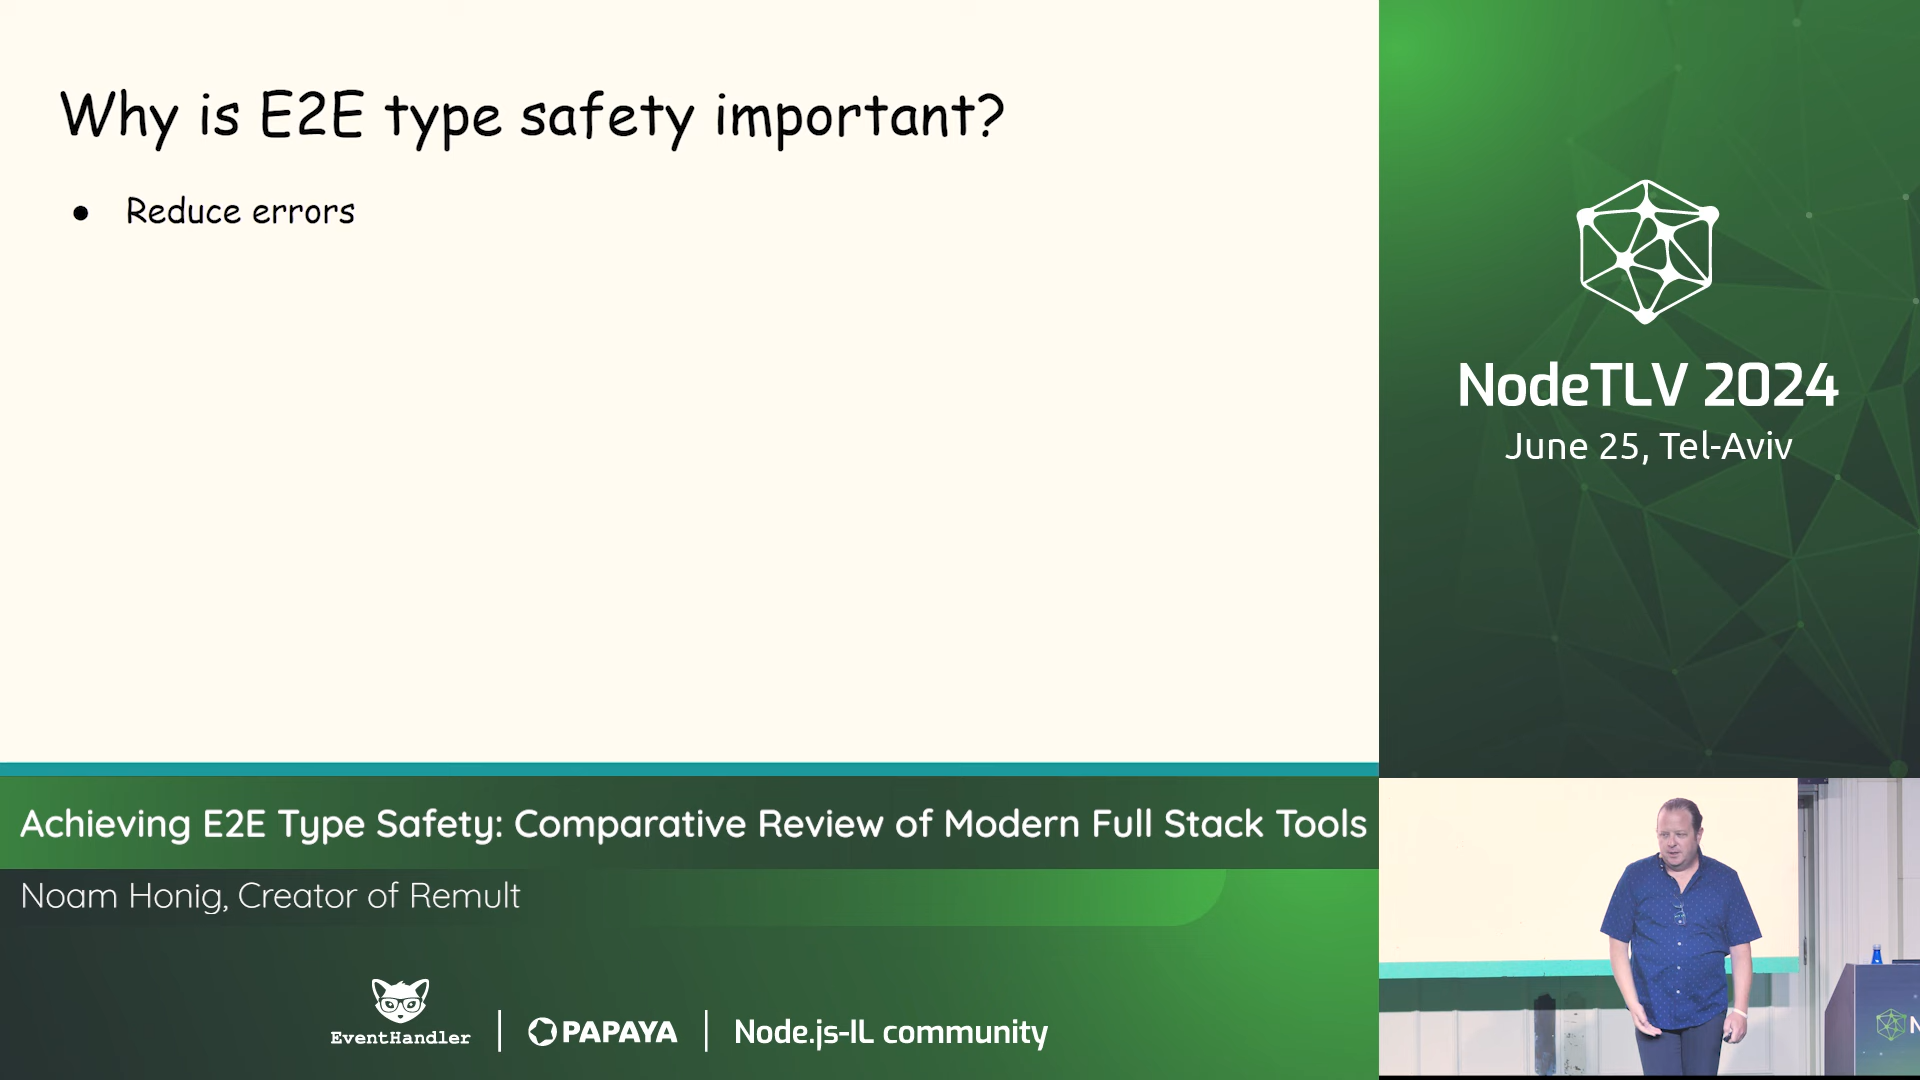 Why is E2E type safety important?
● Reduce errors
NodeTLV 2024
June 25, Tel-Aviv
Achieving E2E Type Safety: Comparative Review of Modern Full Stack Tools
Noam Honig, Creator of Remult
EventHandler
PAPAYA
Node.js-IL community
N